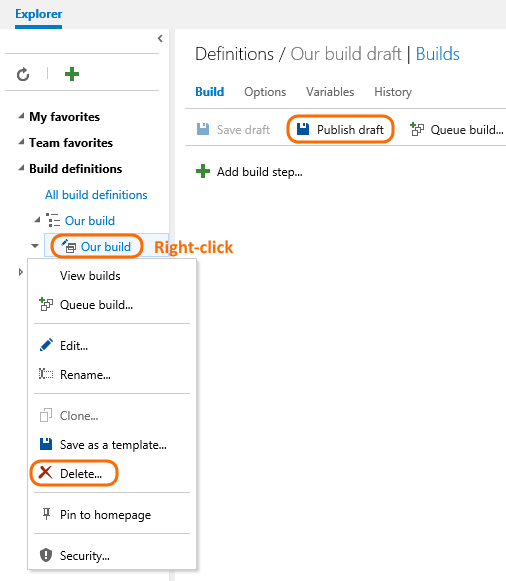 Explorer
My favorites
Team favorites
Build definitions
All build definitions
Our build
Our build
Right-click
View builds
Queue build...
Edit...
Rename...
Clone...
Save as a template...
Delete...
Pin to homepage
Security...
Definitions / Our build draft | Builds
Build Options Variables History
Save draft Publish draft Queue build...
Add build step...